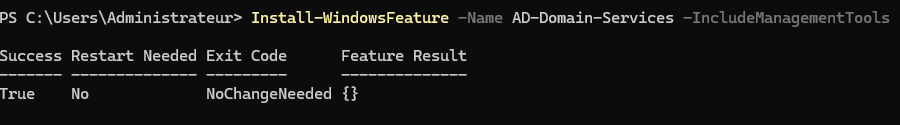 PS C:\Users\Administrateur> Install-WindowsFeature -Name AD-Domain-Services -IncludeManagementTools
Success Restart Needed Exit Code      Feature Result
------- -------------- ---------      --------------
True    No             NoChangeNeeded {}